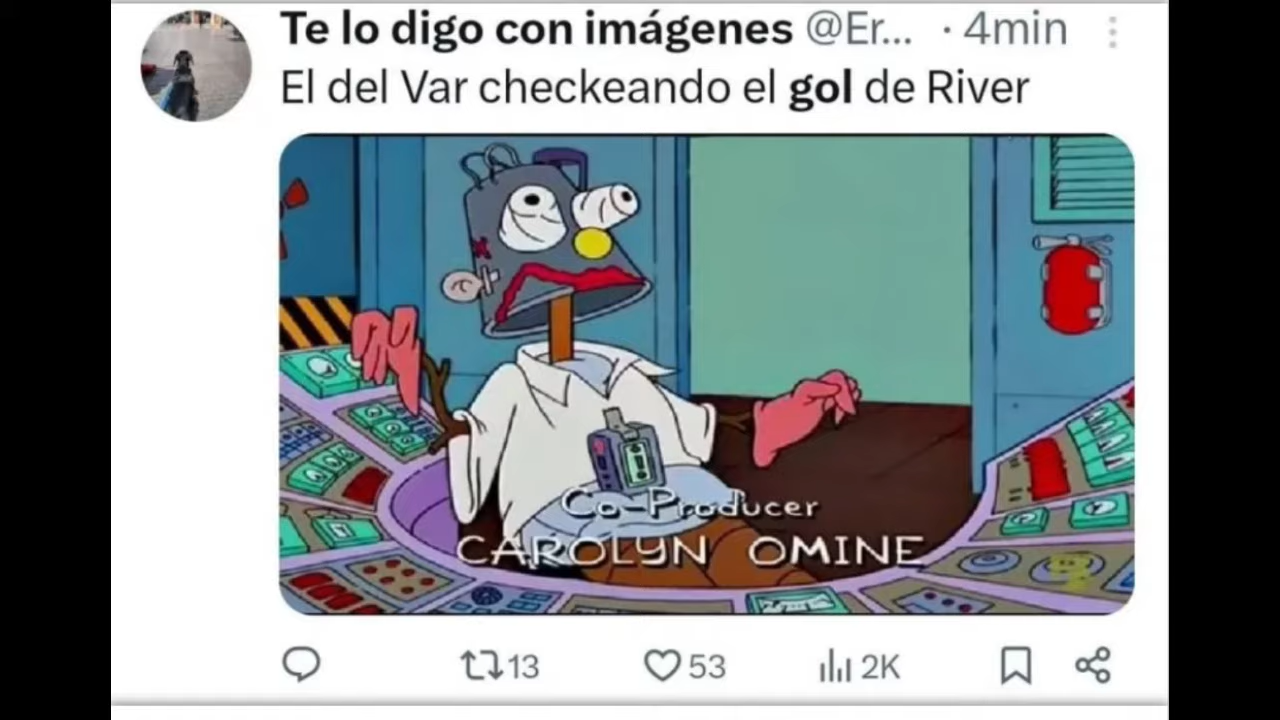 Te lo digo con imágenes @Er... · 4min
El del Var checkeando el gol de River
Co-Producer
CAROLYN OMINE
13 53 2K